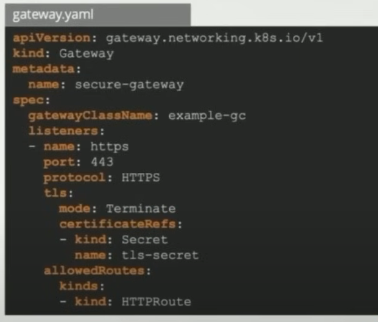 gateway.yaml
apiVersion: gateway.networking.k8s.io/v1
kind: Gateway
metadata:
  name: secure-gateway
spec:
  gatewayClassName: example-gc
  listeners:
  - name: https
    port: 443
    protocol: HTTPS
    tls:
      mode: Terminate
      certificateRefs:
      - kind: Secret
        name: tls-secret
    allowedRoutes:
      kinds:
      - kind: HTTPRoute